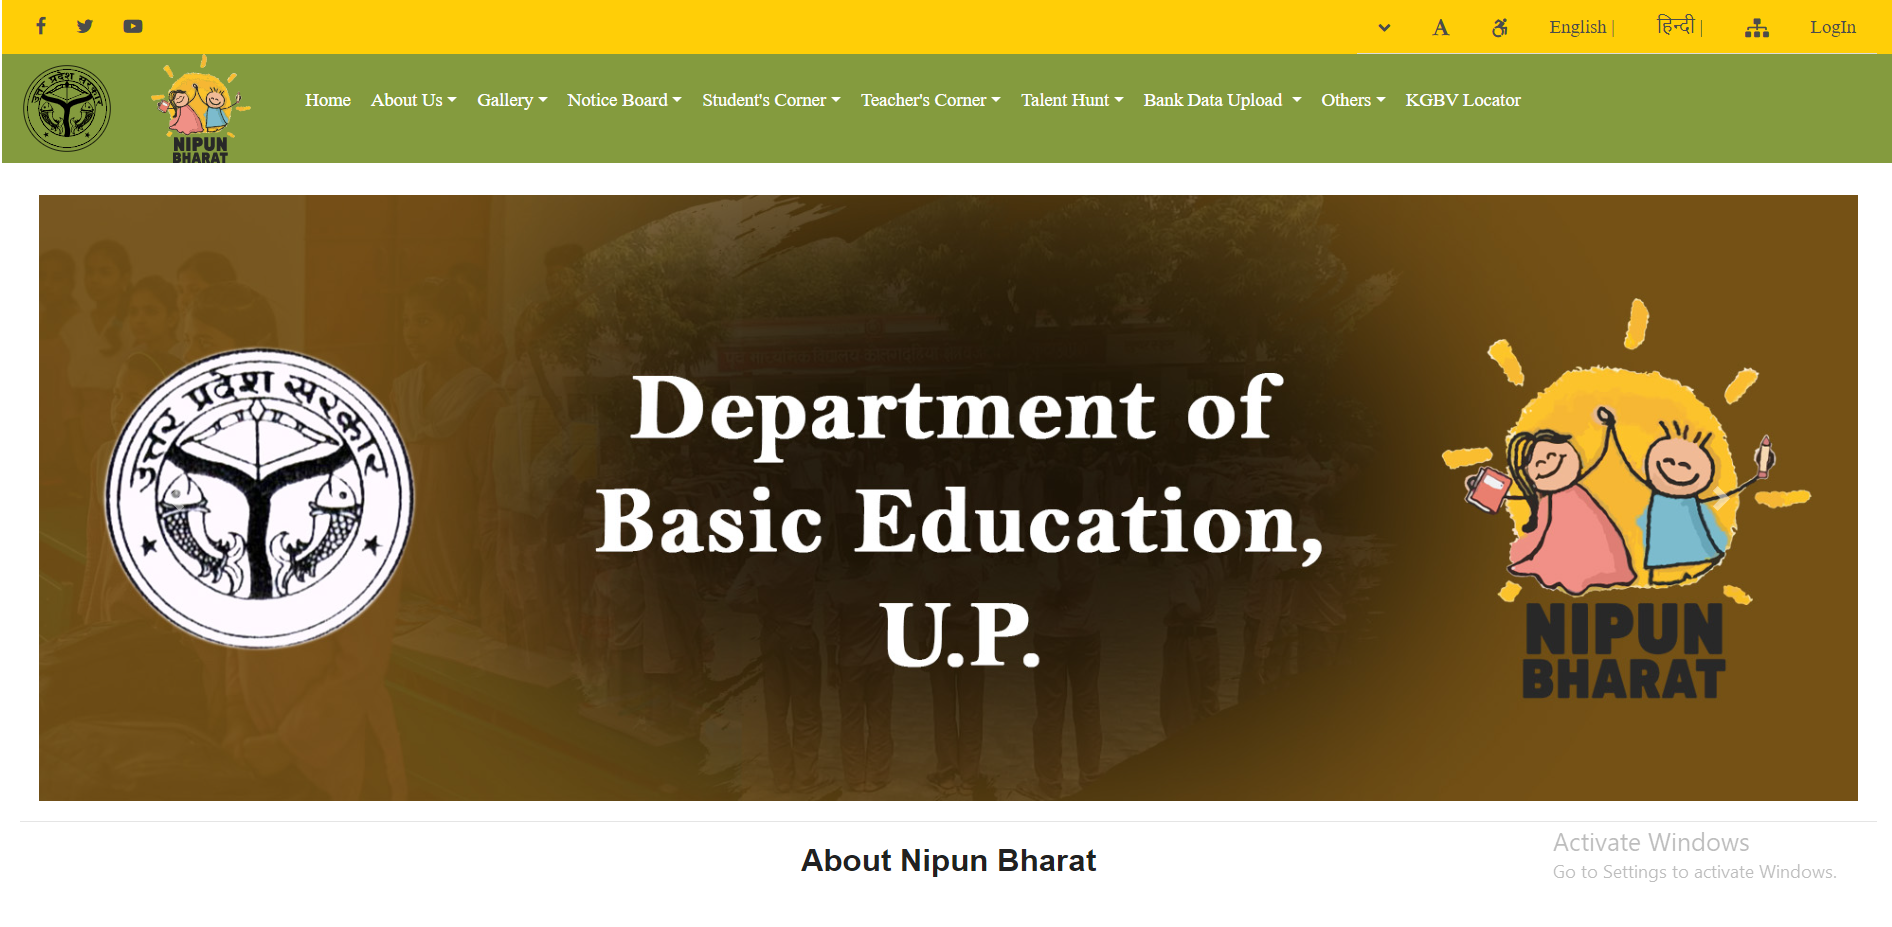 English |
हिन्दी |
LogIn
उत्तर प्रदेश सरकार
NIPUN
BHARAT
Home
About Us
Gallery
Notice Board
Student's Corner
Teacher's Corner
Talent Hunt
Bank Data Upload
Others
KGBV Locator
उत्तर प्रदेश सरकार
Department of
Basic Education,
U.P.
NIPUN
BHARAT
About Nipun Bharat
Activate Windows
Go to Settings to activate Windows.